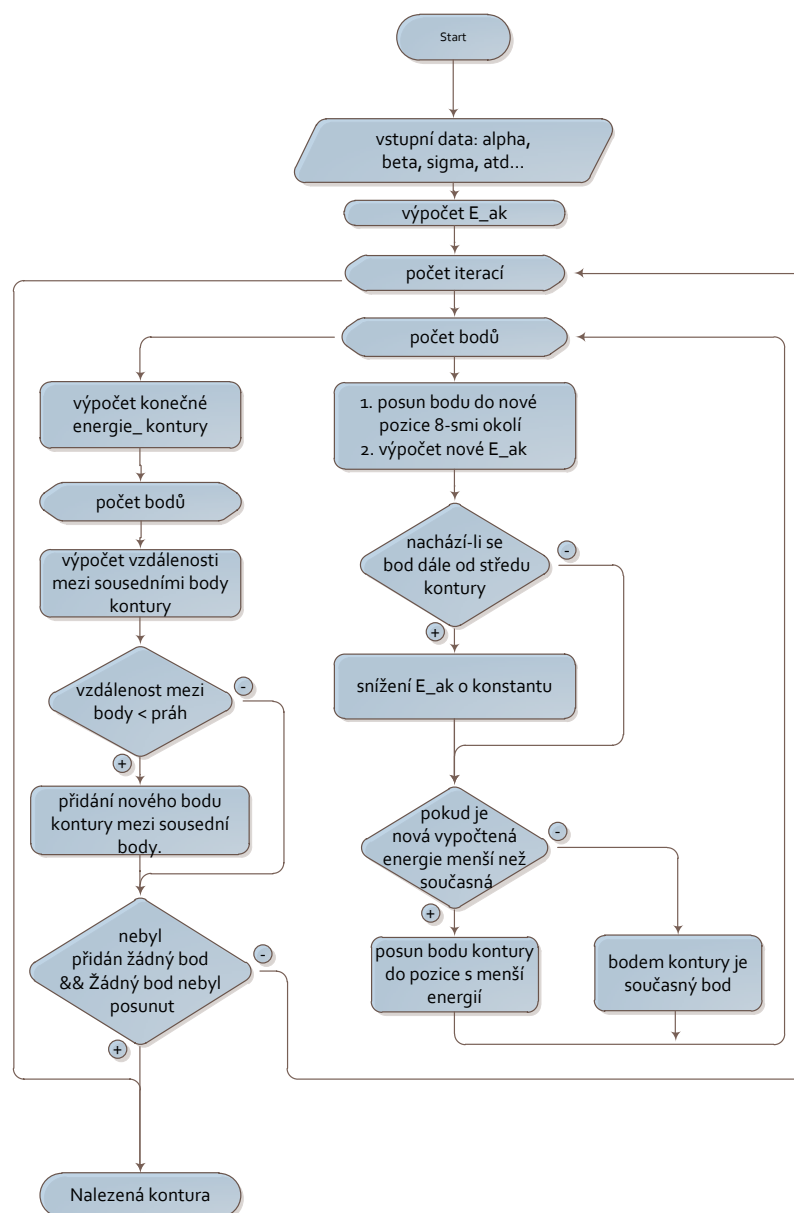 Start
vstupní data: alpha,
beta, sigma, atd...
výpočet E_ak
počet iterací
počet bodů
výpočet konečné
energie_ kontury
počet bodů
výpočet vzdálenosti
mezi sousedními body
kontury
vzdálenost mezi
body < práh
-
+
přidání nového bodu
kontury mezi sousední
body.
nebyl
přidán žádný bod
&& Žádný bod nebyl
posunut
-
+
Nalezená kontura
1. posun bodu do nové
pozice 8-smi okolí
2. výpočet nové E_ak
nachází-li se
bod dále od středu
kontury
-
+
snížení E_ak o konstantu
pokud je
nová vypočtená
energie menší než
současná
-
+
posun bodu kontury
do pozice s menší
energií
bodem kontury je
současný bod